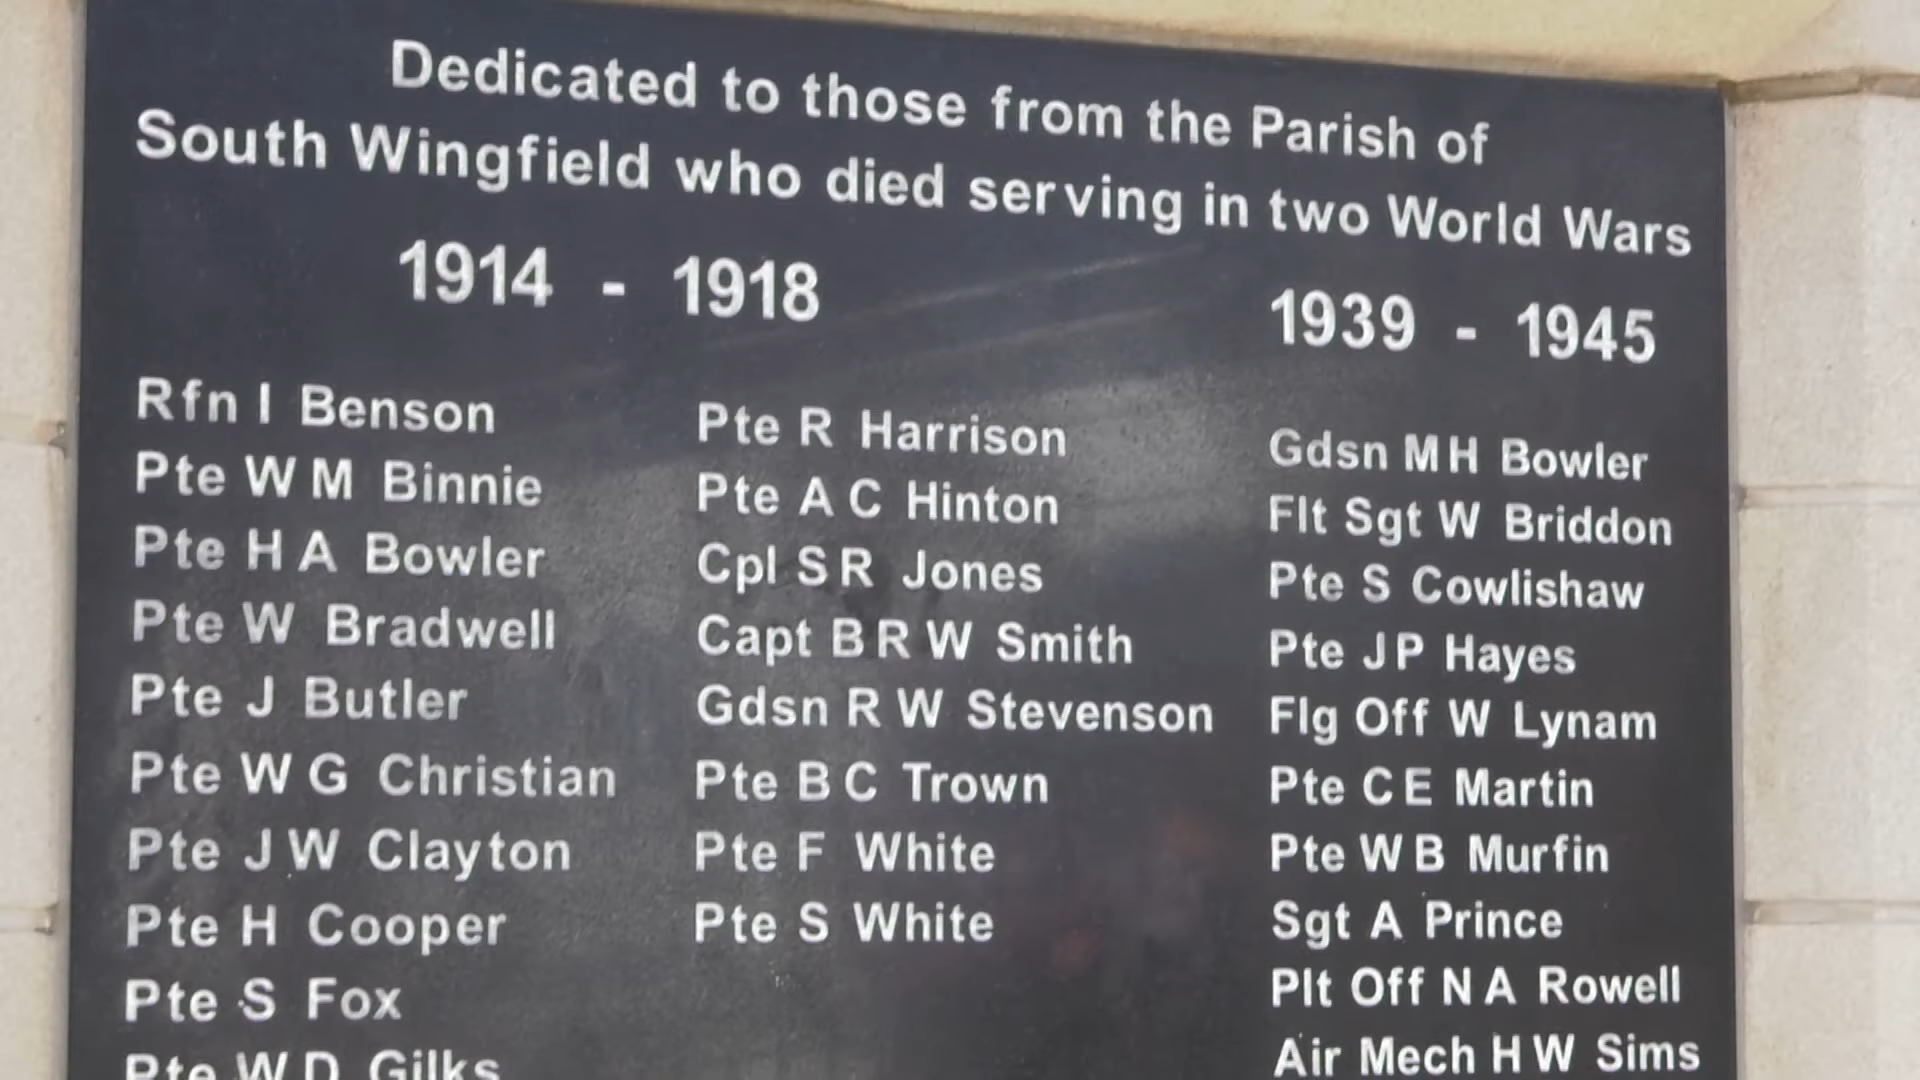 Dedicated to those from the Parish of
South Wingfield who died serving in two World Wars
1914 - 1918
Rfn I Benson
Pte W M Binnie
Pte H A Bowler
Pte W Bradwell
Pte J Butler
Pte W G Christian
Pte J W Clayton
Pte H Cooper
Pte S Fox
Pte W D Gilks
Pte R Harrison
Pte A C Hinton
Cpl S R Jones
Capt B R W Smith
Gdsn R W Stevenson
Pte B C Trown
Pte F White
Pte S White
1939 - 1945
Gdsn M H Bowler
Flt Sgt W Briddon
Pte S Cowlishaw
Pte J P Hayes
Flg Off W Lynam
Pte C E Martin
Pte W B Murfin
Sgt A Prince
Plt Off N A Rowell
Air Mech H W Sims